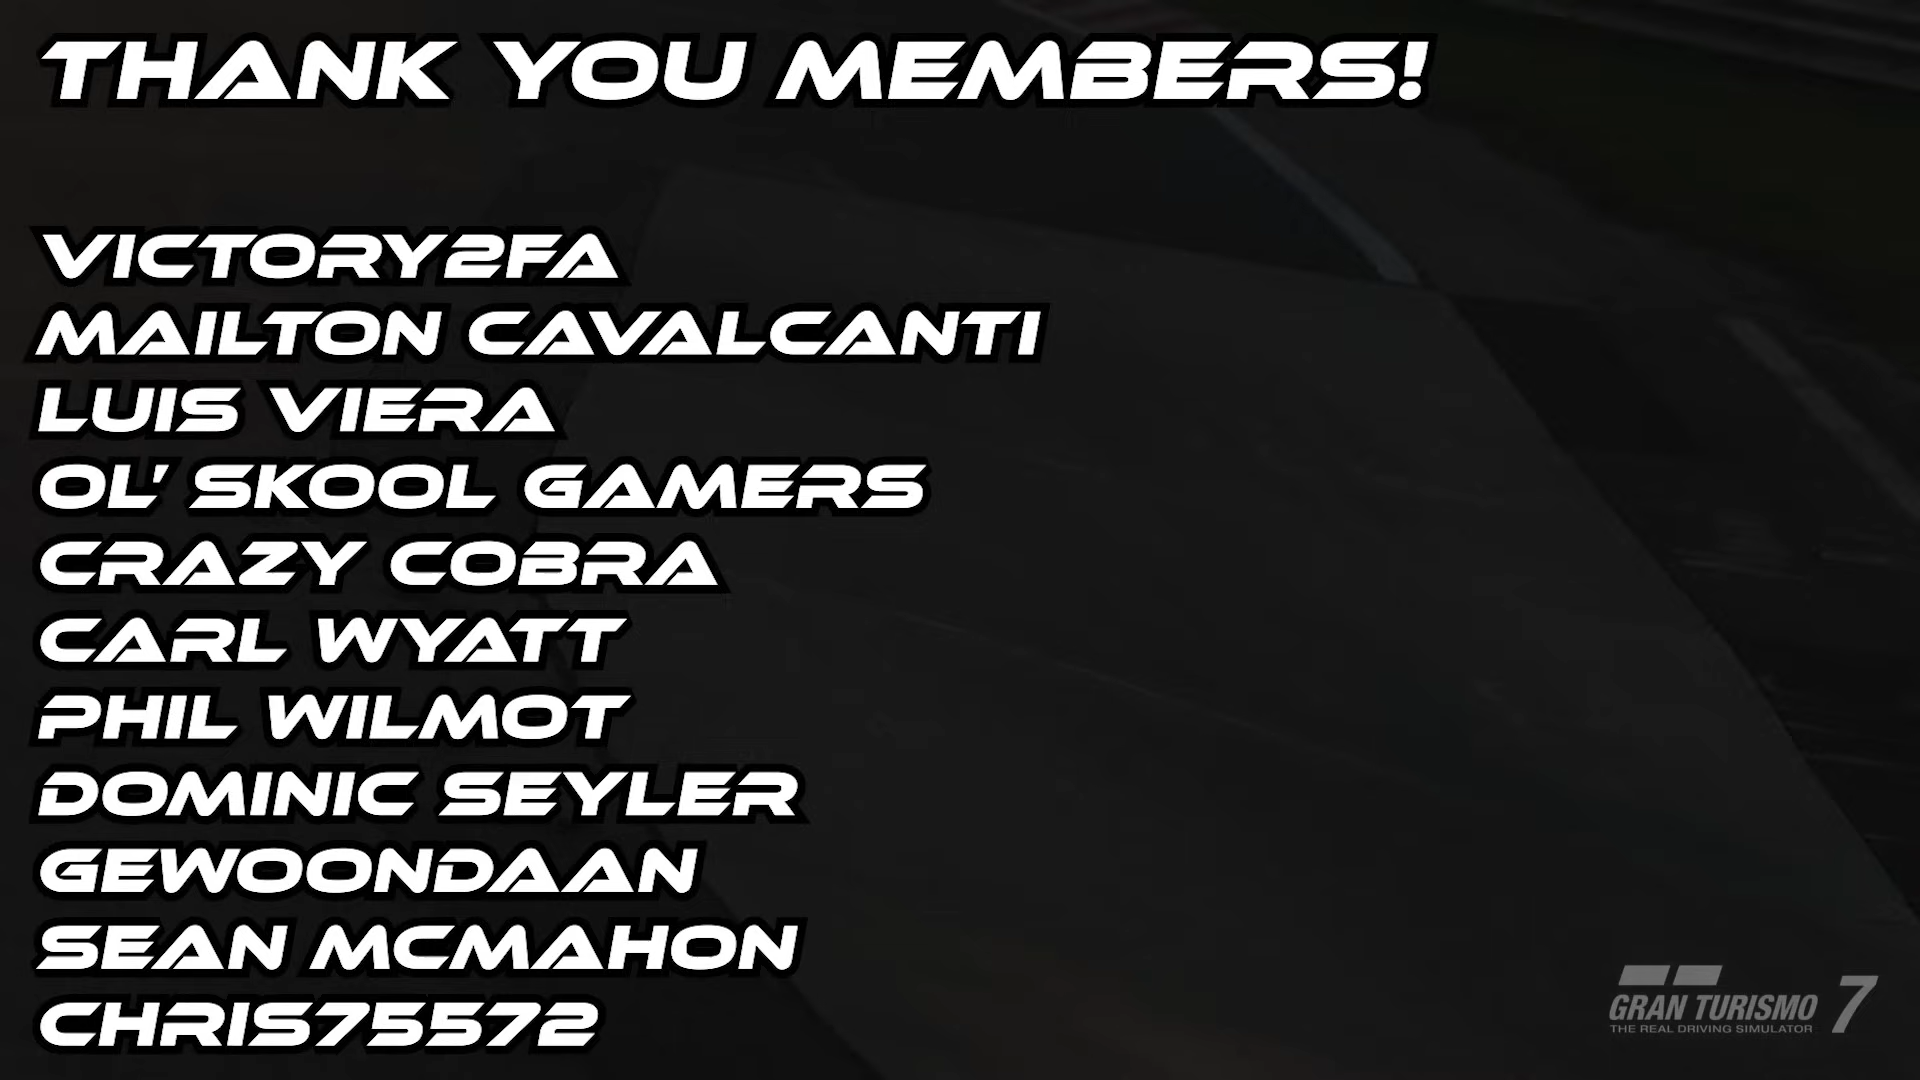 THANK YOU MEMBERS!
VICTORY2FA
MAILTON CAVALCANTI
LUIS VIERA
OL' SKOOL GAMERS
CRAZY COBRA
CARL WYATT
PHIL WILMOT
DOMINIC SEYLER
GEWOONDAAN
SEAN MCMAHON
CHRIS75572
GRAN TURISMO 7
THE REAL DRIVING SIMULATOR